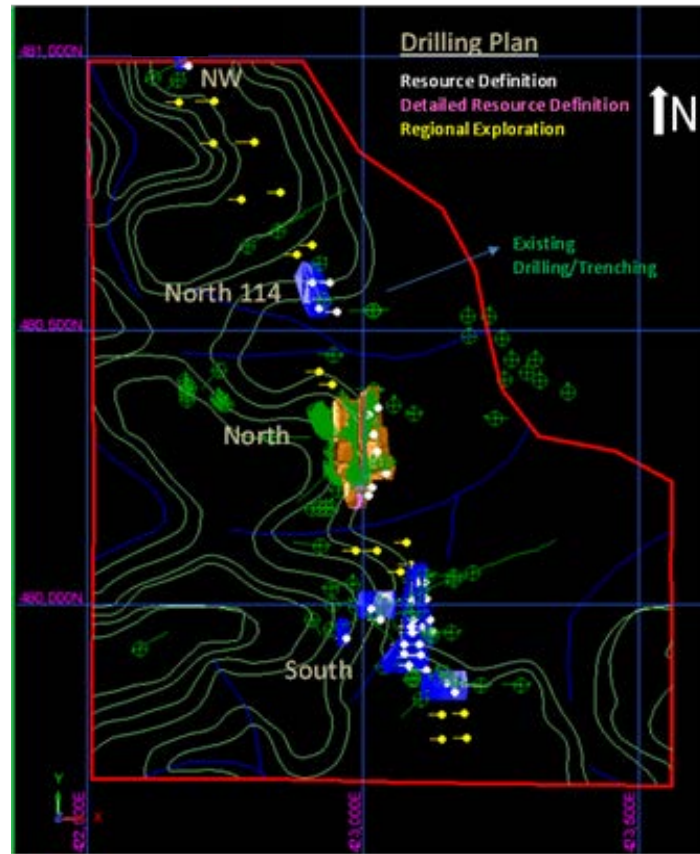 Drilling Plan
Resource Definition
Detailed Resource Definition
Regional Exploration
N
481,000N
NW
Existing
Drilling/Trenching
North 114
480,500N
North
480,000N
South
Y
X
422,500E
423,000E
423,500E